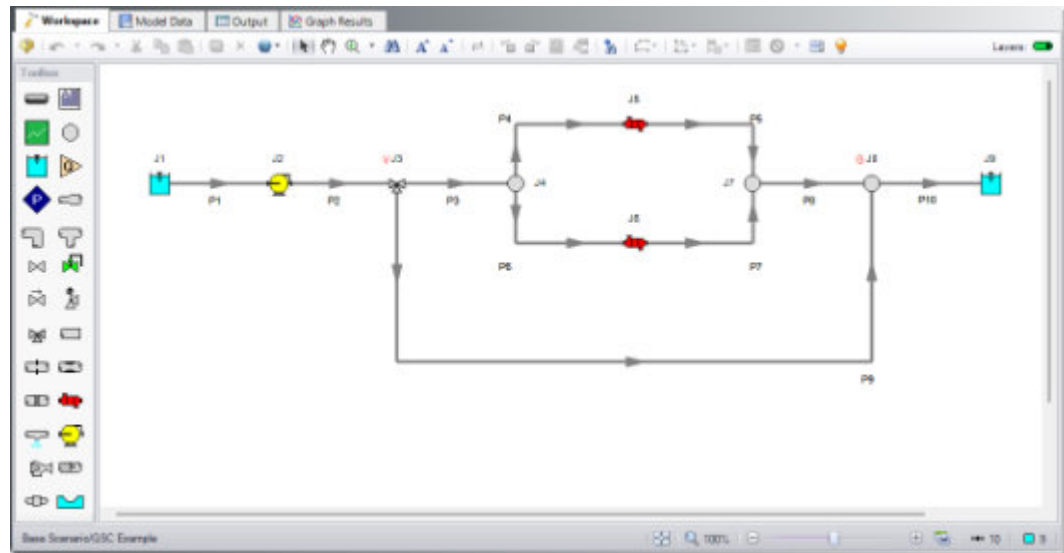 Workspace Model Data Output Graph Results
Layers:
Toolbox
J5
P4 P5
J1 J2 V J3 J4 J7 G J8 J9
P1 P2 P3 P8 P10
J6
P6 P7
P9
Base Scenario/GSC Example 100% 10 9